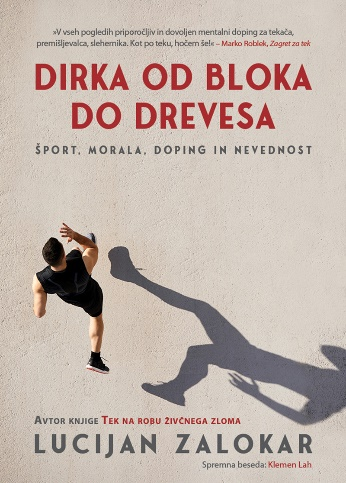 »V vseh pogledih priporočljiv in dovoljen mentalni doping za tekača,
premišljevalca, slehernika. Kot po teku, hočem še!« – Marko Roblek, Zagret za tek
DIRKA OD BLOKA
DO DREVESA
ŠPORT, MORALA, DOPING IN NEVEDNOST
AVTOR KNJIGE TEK NA ROBU ŽIVČNEGA ZLOMA
LUCIJAN ZALOKAR
Spremna beseda: Klemen Lah